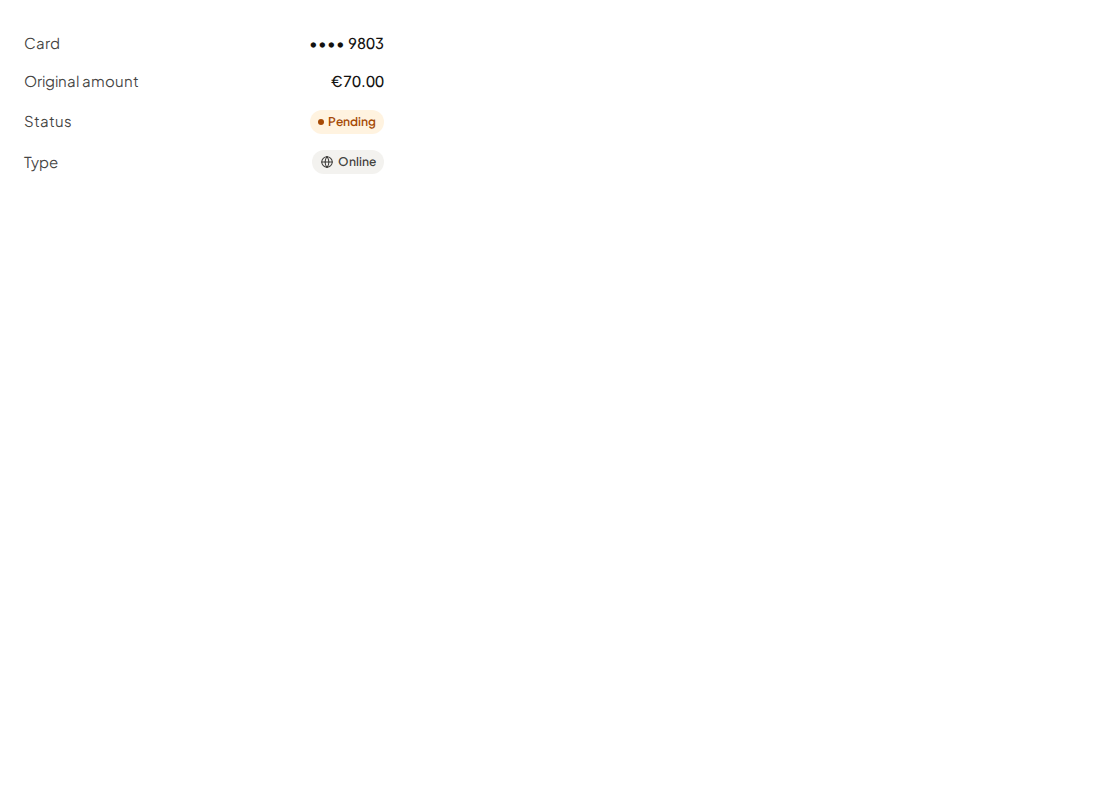 Card •••• 9803
Original amount €70.00
Status Pending
Type Online